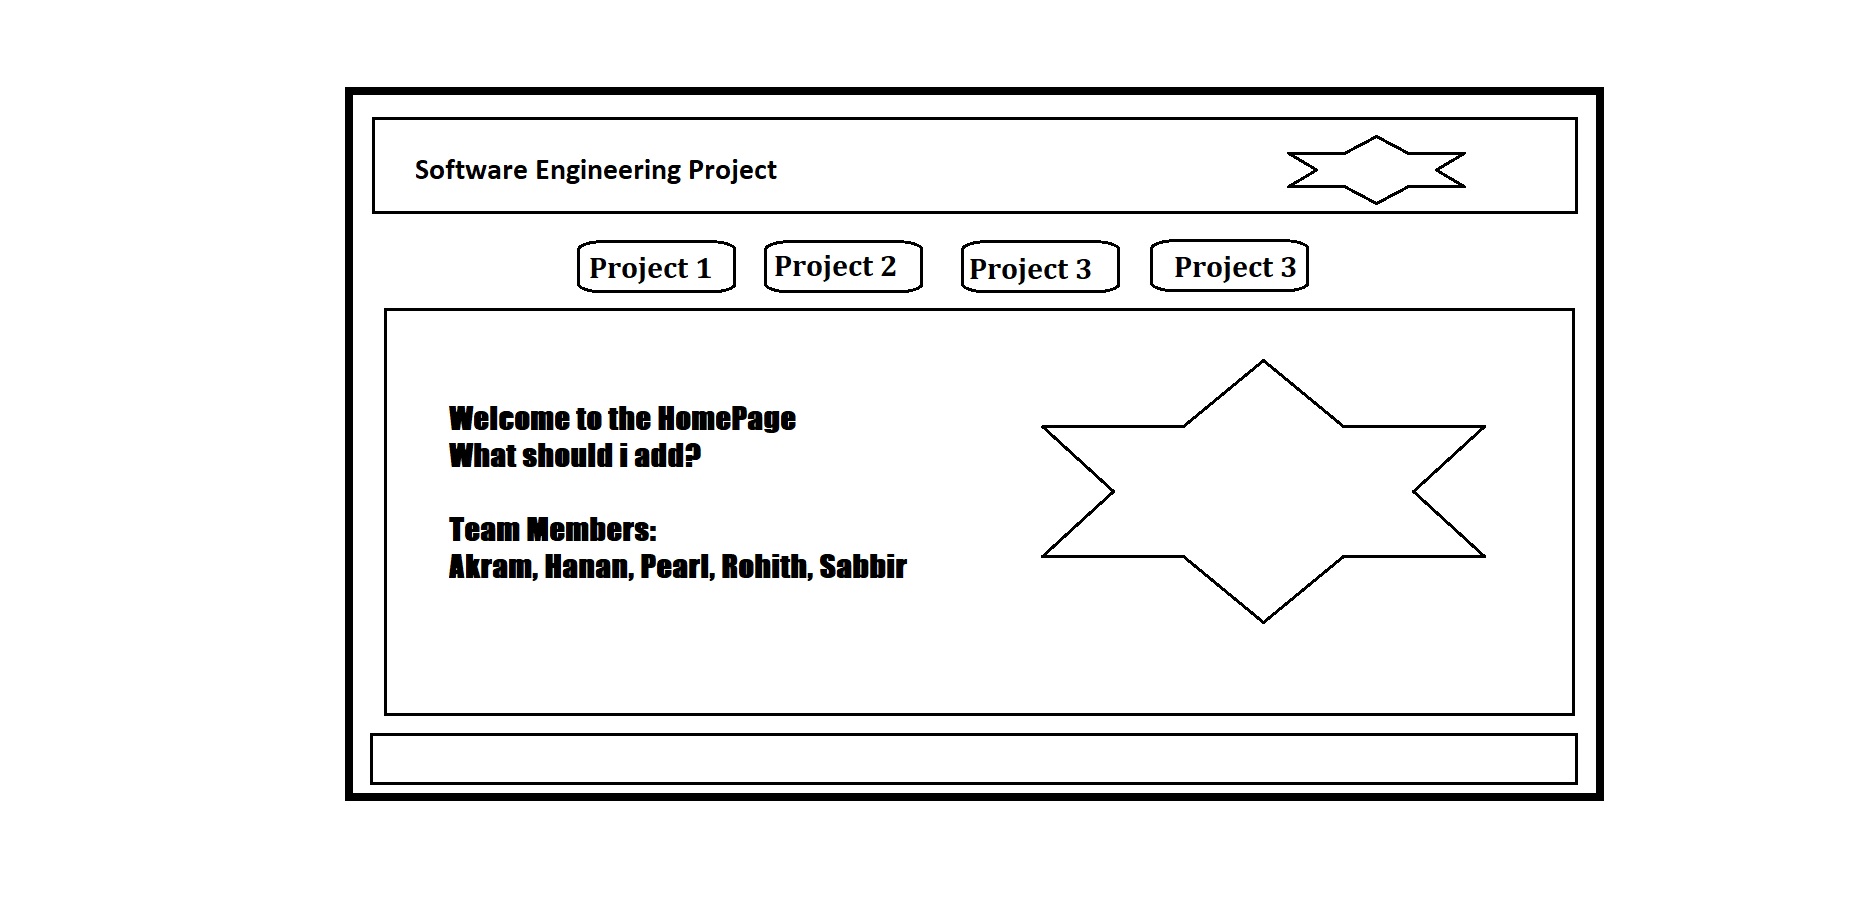 Software Engineering Project
Project 1
Project 2
Project 3
Project 3
Welcome to the HomePage
What should i add?
Team Members:
Akram, Hanan, Pearl, Rohith, Sabbir